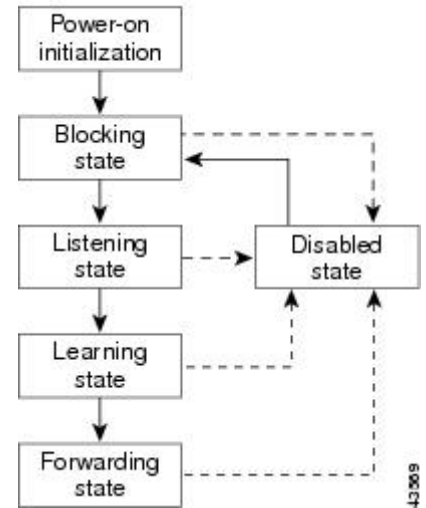 Power-on
initialization
Blocking
state
Listening
state
Disabled
state
Learning
state
Forwarding
state
43569